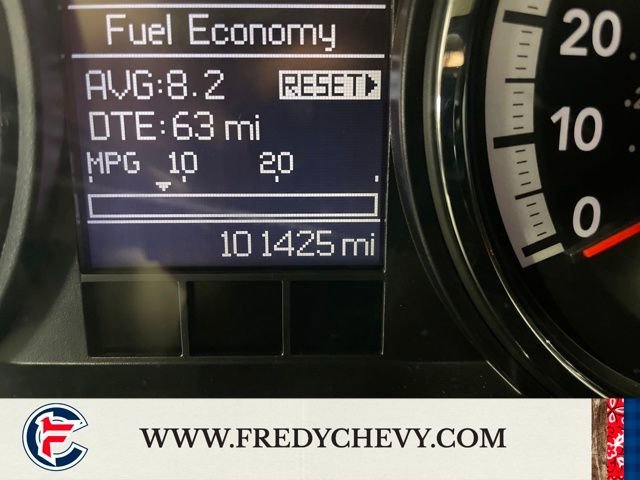 Fuel Economy
AVG:8.2 RESET
DTE:63 mi
MPG 10 20
101425 mi
20
10
0
WWW.FREDYCHEVY.COM